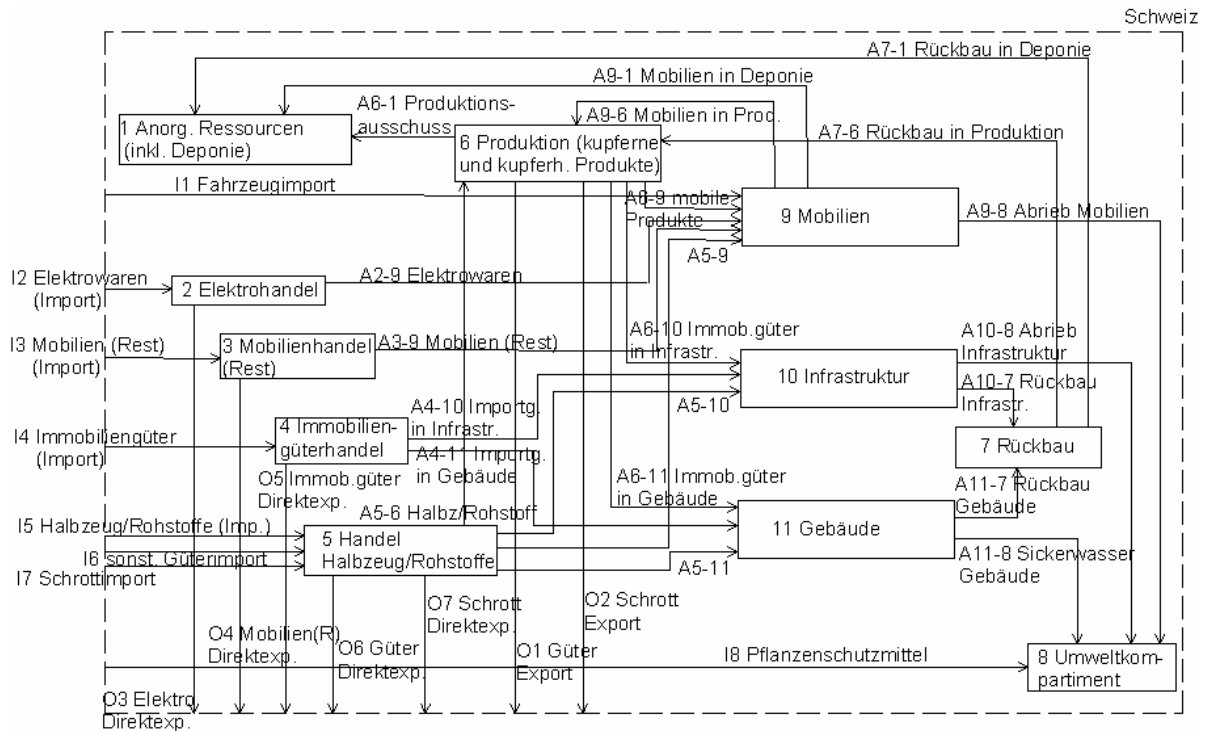 Schweiz
A7-1 Rückbau in Deponie
A9-1 Mobilien in Deponie
A6-1 Produktions-
ausschuss
A9-6 Mobilien in Prod.
A7-6 Rückbau in Produktion
1 Anorg. Ressourcen
(inkl. Deponie)
6 Produktion (kupferne
und kupferh. Produkte)
I1 Fahrzeugimport
A6-9 mobile
Produkte
9 Mobilien
A9-8 Abrieb Mobilien
A5-9
I2 Elektrowaren
(Import)
2 Elektrohandel
A2-9 Elektrowaren
I3 Mobilien (Rest)
(Import)
3 Mobilienhandel
(Rest)
A3-9 Mobilien (Rest)
A6-10 Immob.güter
in Infrastr.
A10-8 Abrieb
Infrastruktur
10 Infrastruktur
A10-7 Rückbau
Infrastr.
A5-10
I4 Immobiliengüter
(Import)
4 Immobilien-
güterhandel
A4-10 Importg.
in Infrastr.
A4-11 Importg.
in Gebäude
7 Rückbau
O5 Immob.güter
Direktexp.
A6-11 Immob.güter
in Gebäude
A11-7 Rückbau
Gebäude
A5-6 Halbz/Rohstoff
I5 Halbzeug/Rohstoffe (Imp.)
I6 sonst. Güterimport
I7 Schrottimport
5 Handel
Halbzeug/Rohstoffe
11 Gebäude
A5-11
A11-8 Sickerwasser
Gebäude
O7 Schrott
Direktexp.
O2 Schrott
Export
O4 Mobilien(R)
Direktexp.
O6 Güter
Direktexp.
O1 Güter
Export
I8 Pflanzenschutzmittel
8 Umweltkom-
partiment
O3 Elektro
Direktexp.